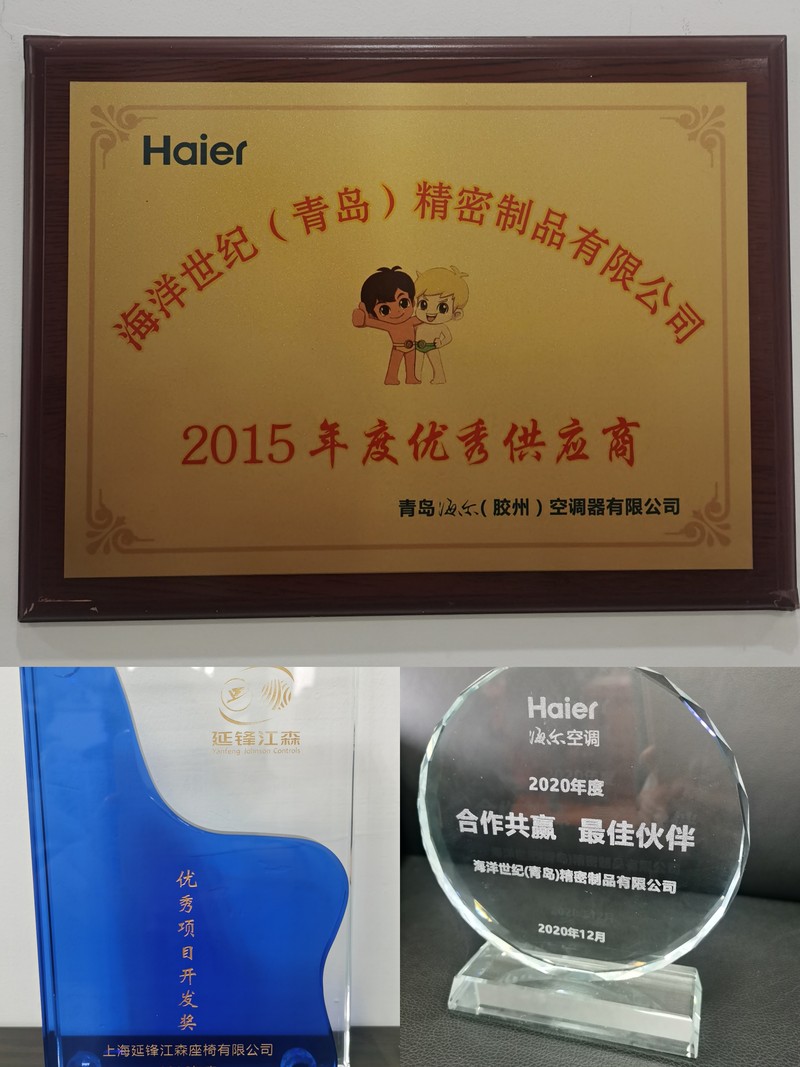 Haier
海洋世纪（青岛）精密制品有限公司
2015年度优秀供应商
青岛海尔（胶州）空调器有限公司
延锋江森
Yanfeng Johnson Controls
优秀项目开发奖
上海延锋江森座椅有限公司
Haier
海尔空调
2020年度
合作共赢 最佳伙伴
海洋世纪(青岛)精密制品有限公司
2020年12月